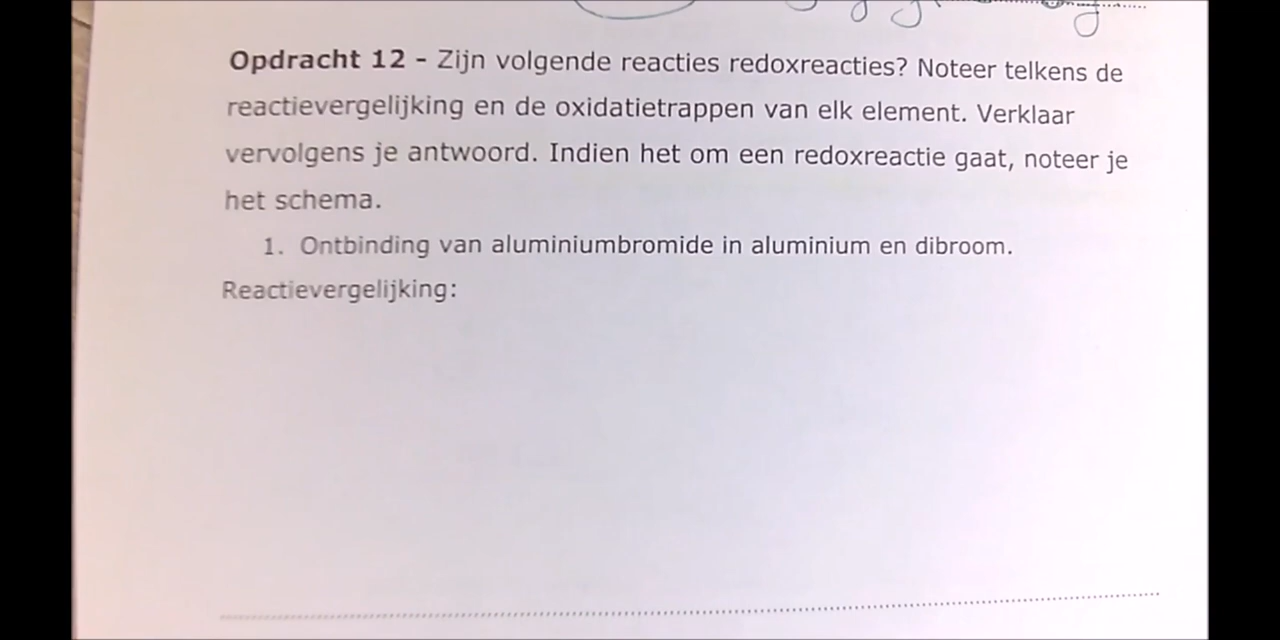 Opdracht 12 - Zijn volgende reacties redoxreacties? Noteer telkens de
reactievergelijking en de oxidatietrappen van elk element. Verklaar
vervolgens je antwoord. Indien het om een redoxreactie gaat, noteer je
het schema.
1. Ontbinding van aluminiumbromide in aluminium en dibroom.
Reactievergelijking: